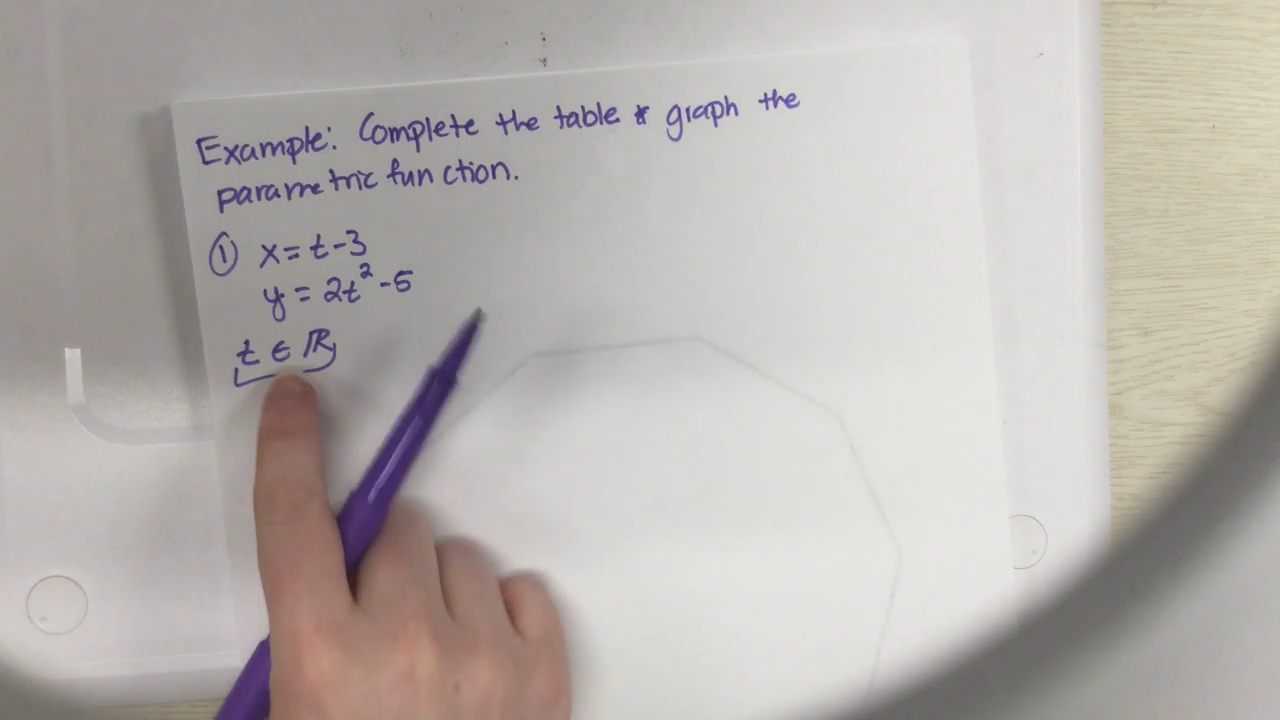 Example: Complete the table & graph the
parametric function.
① x = t-3
y = 2t² -5
t ∈ ℝ